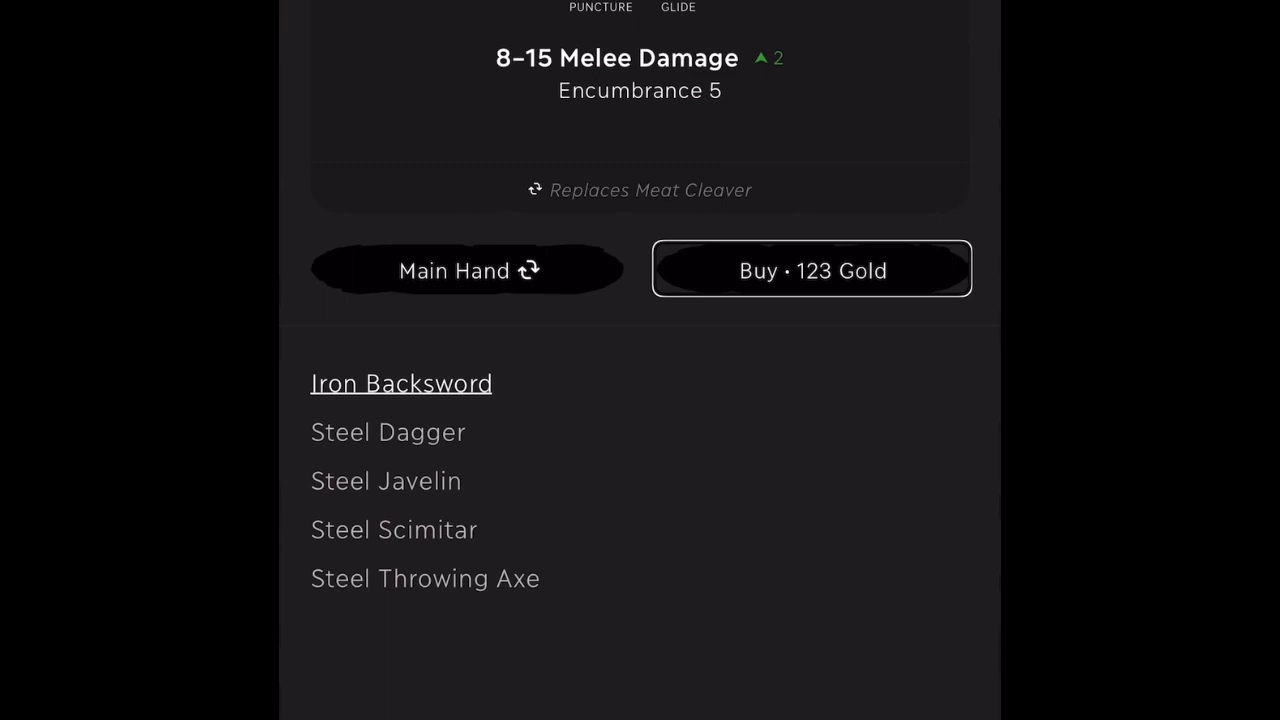 PUNCTURE GLIDE
8–15 Melee Damage ▲ 2
Encumbrance 5
Replaces Meat Cleaver
Main Hand
Buy • 123 Gold
Iron Backsword
Steel Dagger
Steel Javelin
Steel Scimitar
Steel Throwing Axe